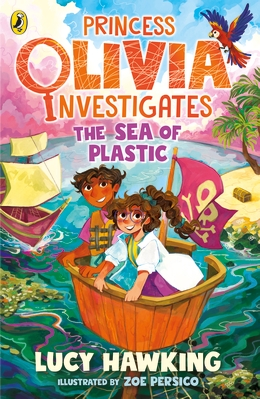 PRINCESS
OLIVIA
INVESTIGATES
THE SEA OF
PLASTIC
LUCY HAWKING
ILLUSTRATED BY ZOE PERSICO